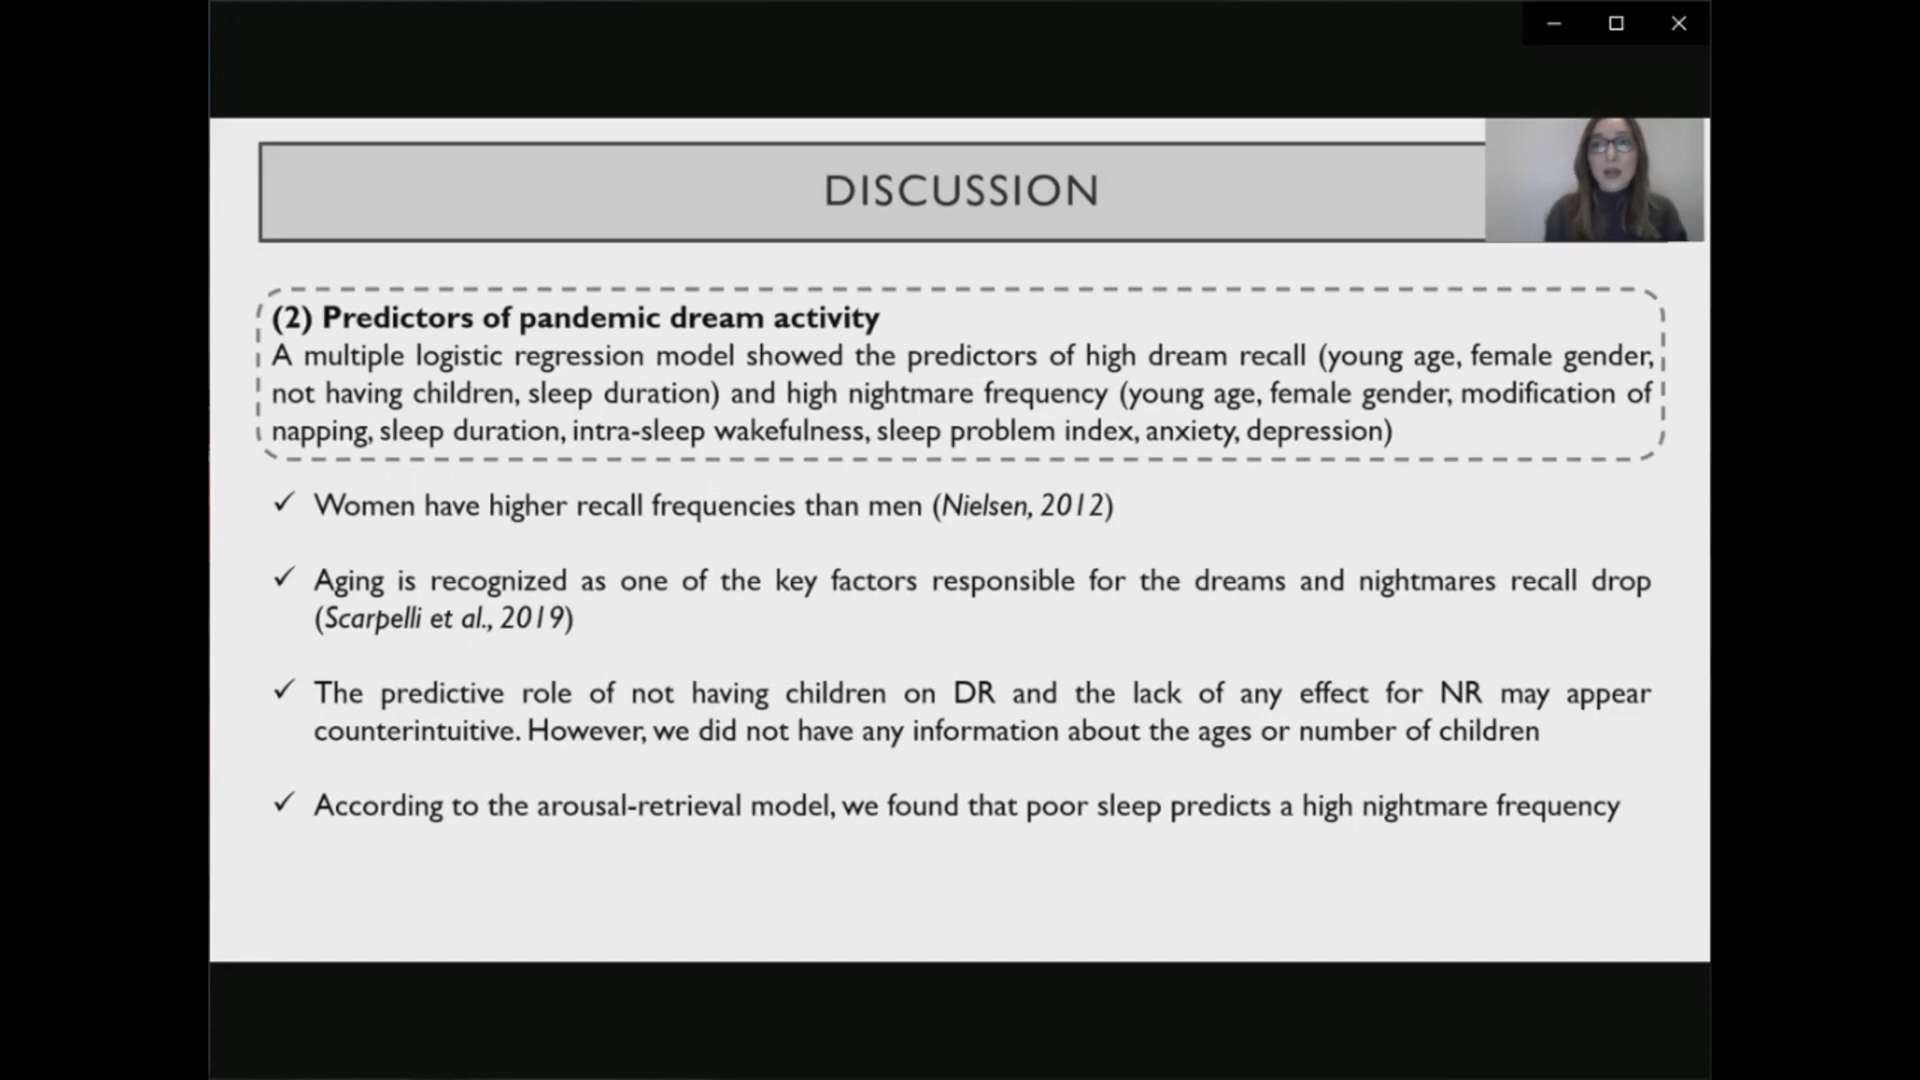 DISCUSSION
(2) Predictors of pandemic dream activity
A multiple logistic regression model showed the predictors of high dream recall (young age, female gender,
not having children, sleep duration) and high nightmare frequency (young age, female gender, modification of
napping, sleep duration, intra-sleep wakefulness, sleep problem index, anxiety, depression)
✓ Women have higher recall frequencies than men (Nielsen, 2012)
✓ Aging is recognized as one of the key factors responsible for the dreams and nightmares recall drop
(Scarpelli et al., 2019)
✓ The predictive role of not having children on DR and the lack of any effect for NR may appear
counterintuitive. However, we did not have any information about the ages or number of children
✓ According to the arousal-retrieval model, we found that poor sleep predicts a high nightmare frequency